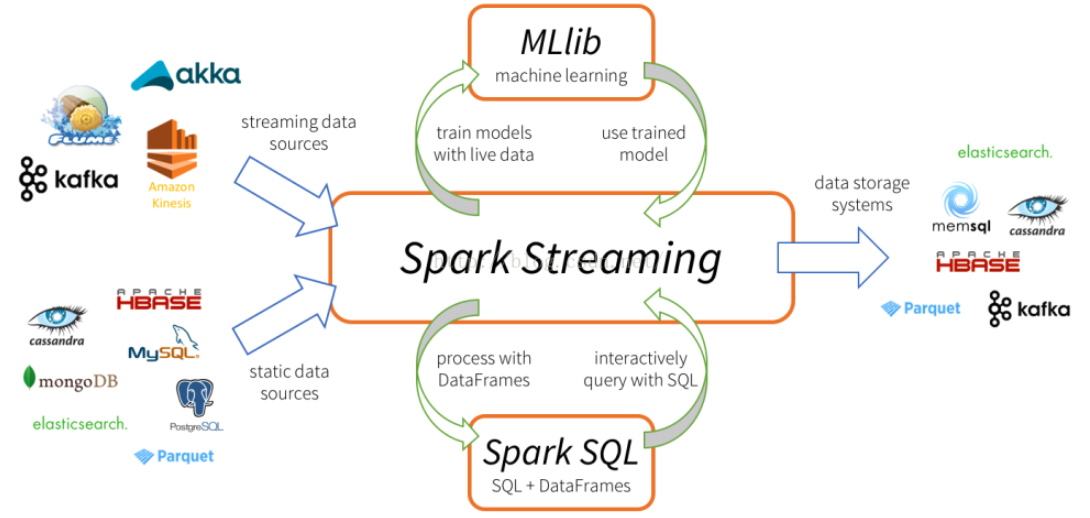 MLlib
machine learning
akka
FLUME
kafka
Amazon
Kinesis
streaming data
sources
train models
with live data
use trained
model
Spark Streaming
data storage
systems
elasticsearch.
memsql
cassandra
APACHE
HBASE
Parquet
kafka
APACHE
HBASE
cassandra
MySQL®
mongoDB
PostgreSQL
elasticsearch.
Parquet
static data
sources
process with
DataFrames
interactively
query with SQL
Spark SQL
SQL + DataFrames